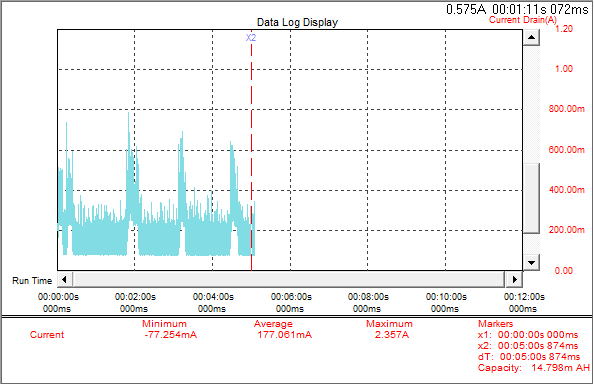 0.575A 00:01:11s 072ms
Data Log Display
Current Drain(A)
X2
1.20
1.00
800.00m
600.00m
400.00m
200.00m
0.00
Run Time
00:00:00s 00:02:00s 00:04:00s 00:06:00s 00:08:00s 00:10:00s 00:12:00s
000ms 000ms 000ms 000ms 000ms 000ms 000ms
Minimum Average Maximum Markers
Current -77.254mA 177.061mA 2.357A x1: 00:00:00s 000ms
x2: 00:05:00s 874ms
dT: 00:05:00s 874ms
Capacity: 14.798m AH